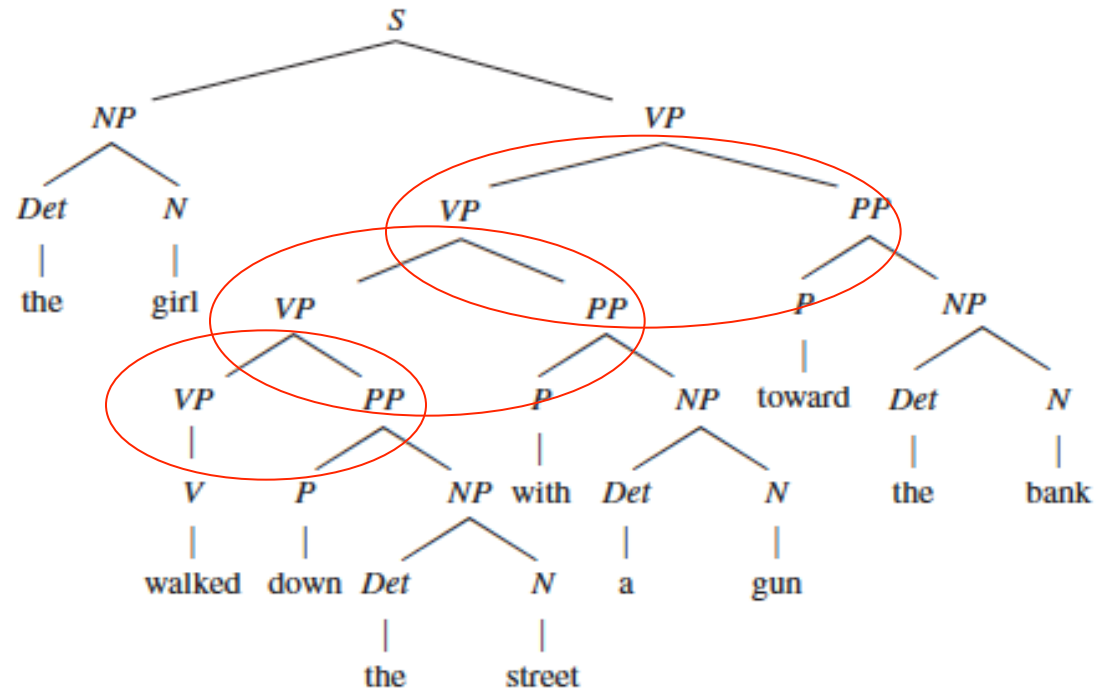 S
NP VP
Det N VP PP
the girl VP PP P NP
VP PP P NP toward Det N
V P NP with Det N the bank
walked down Det N a gun
the street